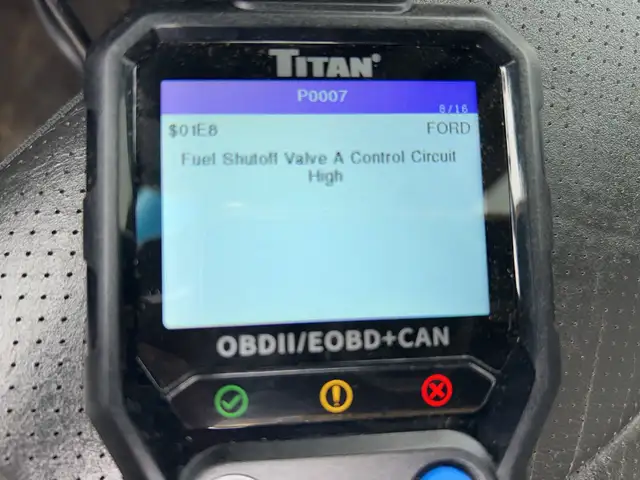 TITAN®
P0007
8/16
$01E8 FORD
Fuel Shutoff Valve A Control Circuit
High
OBDII/EOBD+CAN